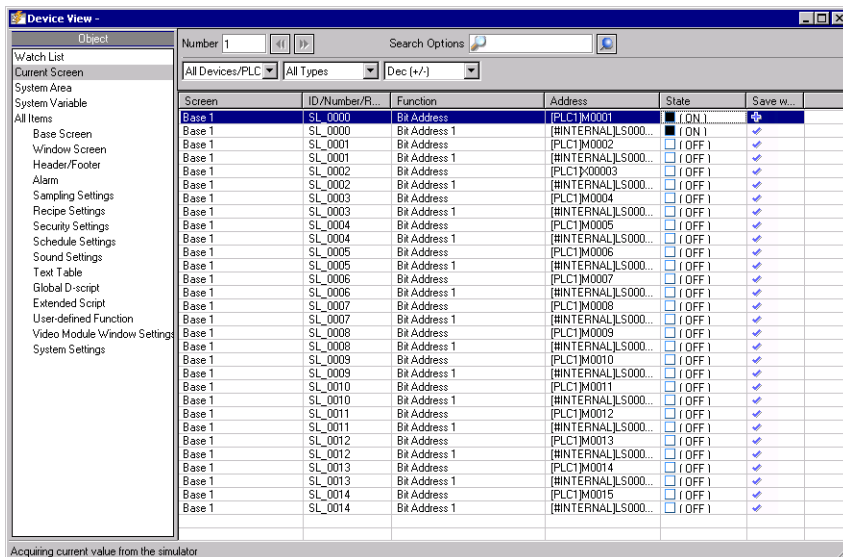 Device View -
Object
Watch List
Current Screen
System Area
System Variable
All Items
Base Screen
Window Screen
Header/Footer
Alarm
Sampling Settings
Recipe Settings
Security Settings
Schedule Settings
Sound Settings
Text Table
Global D-script
Extended Script
User-defined Function
Video Module Window Settings
System Settings
Number 1 Search Options
All Devices/PLC All Types Dec (+/-)
Screen ID/Number/R... Function Address State Save w...
Base 1 SL_0000 Bit Address [PLC1]M0001 ( ON )
Base 1 SL_0000 Bit Address 1 [#INTERNAL]LS000... ( ON )
Base 1 SL_0001 Bit Address [PLC1]M0002 ( OFF )
Base 1 SL_0001 Bit Address 1 [#INTERNAL]LS000... ( OFF )
Base 1 SL_0002 Bit Address [PLC1]X00003 ( OFF )
Base 1 SL_0002 Bit Address 1 [#INTERNAL]LS000... ( OFF )
Base 1 SL_0003 Bit Address [PLC1]M0004 ( OFF )
Base 1 SL_0003 Bit Address 1 [#INTERNAL]LS000... ( OFF )
Base 1 SL_0004 Bit Address [PLC1]M0005 ( OFF )
Base 1 SL_0004 Bit Address 1 [#INTERNAL]LS000... ( OFF )
Base 1 SL_0005 Bit Address [PLC1]M0006 ( OFF )
Base 1 SL_0005 Bit Address 1 [#INTERNAL]LS000... ( OFF )
Base 1 SL_0006 Bit Address [PLC1]M0007 ( OFF )
Base 1 SL_0006 Bit Address 1 [#INTERNAL]LS000... ( OFF )
Base 1 SL_0007 Bit Address [PLC1]M0008 ( OFF )
Base 1 SL_0007 Bit Address 1 [#INTERNAL]LS000... ( OFF )
Base 1 SL_0008 Bit Address [PLC1]M0009 ( OFF )
Base 1 SL_0008 Bit Address 1 [#INTERNAL]LS000... ( OFF )
Base 1 SL_0009 Bit Address [PLC1]M0010 ( OFF )
Base 1 SL_0009 Bit Address 1 [#INTERNAL]LS000... ( OFF )
Base 1 SL_0010 Bit Address [PLC1]M0011 ( OFF )
Base 1 SL_0010 Bit Address 1 [#INTERNAL]LS000... ( OFF )
Base 1 SL_0011 Bit Address [PLC1]M0012 ( OFF )
Base 1 SL_0011 Bit Address 1 [#INTERNAL]LS000... ( OFF )
Base 1 SL_0012 Bit Address [PLC1]M0013 ( OFF )
Base 1 SL_0012 Bit Address 1 [#INTERNAL]LS000... ( OFF )
Base 1 SL_0013 Bit Address [PLC1]M0014 ( OFF )
Base 1 SL_0013 Bit Address 1 [#INTERNAL]LS000... ( OFF )
Base 1 SL_0014 Bit Address [PLC1]M0015 ( OFF )
Base 1 SL_0014 Bit Address 1 [#INTERNAL]LS000... ( OFF )
Acquiring current value from the simulator